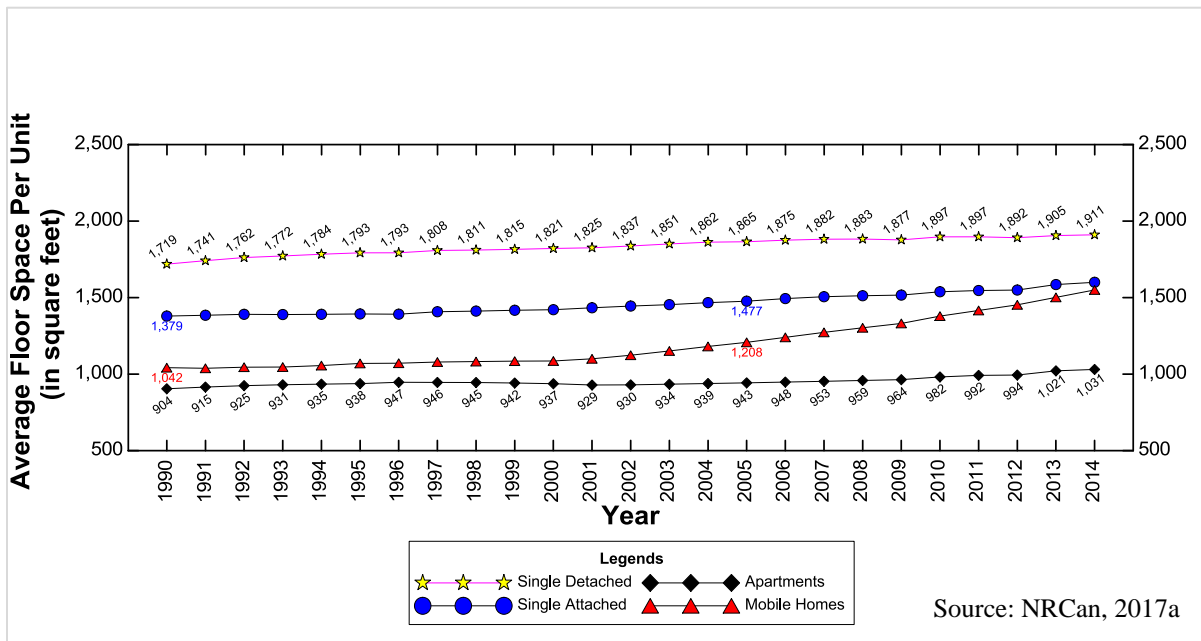 Average Floor Space Per Unit
(in square feet)
2,500
2,000
1,500
1,000
500
2,500
2,000
1,500
1,000
500
1,719 1,741 1,762 1,772 1,784 1,793 1,793 1,808 1,811 1,815 1,821 1,825 1,837 1,851 1,862 1,865 1,875 1,882 1,883 1,877 1,897 1,897 1,892 1,905 1,911
1,379 1,477
1,042 1,208
904 915 925 931 935 938 947 946 945 942 937 929 930 934 939 943 948 953 959 964 982 992 994 1,021 1,031
1990 1991 1992 1993 1994 1995 1996 1997 1998 1999 2000 2001 2002 2003 2004 2005 2006 2007 2008 2009 2010 2011 2012 2013 2014
Year
Legends
Single Detached Apartments
Single Attached Mobile Homes
Source: NRCan, 2017a